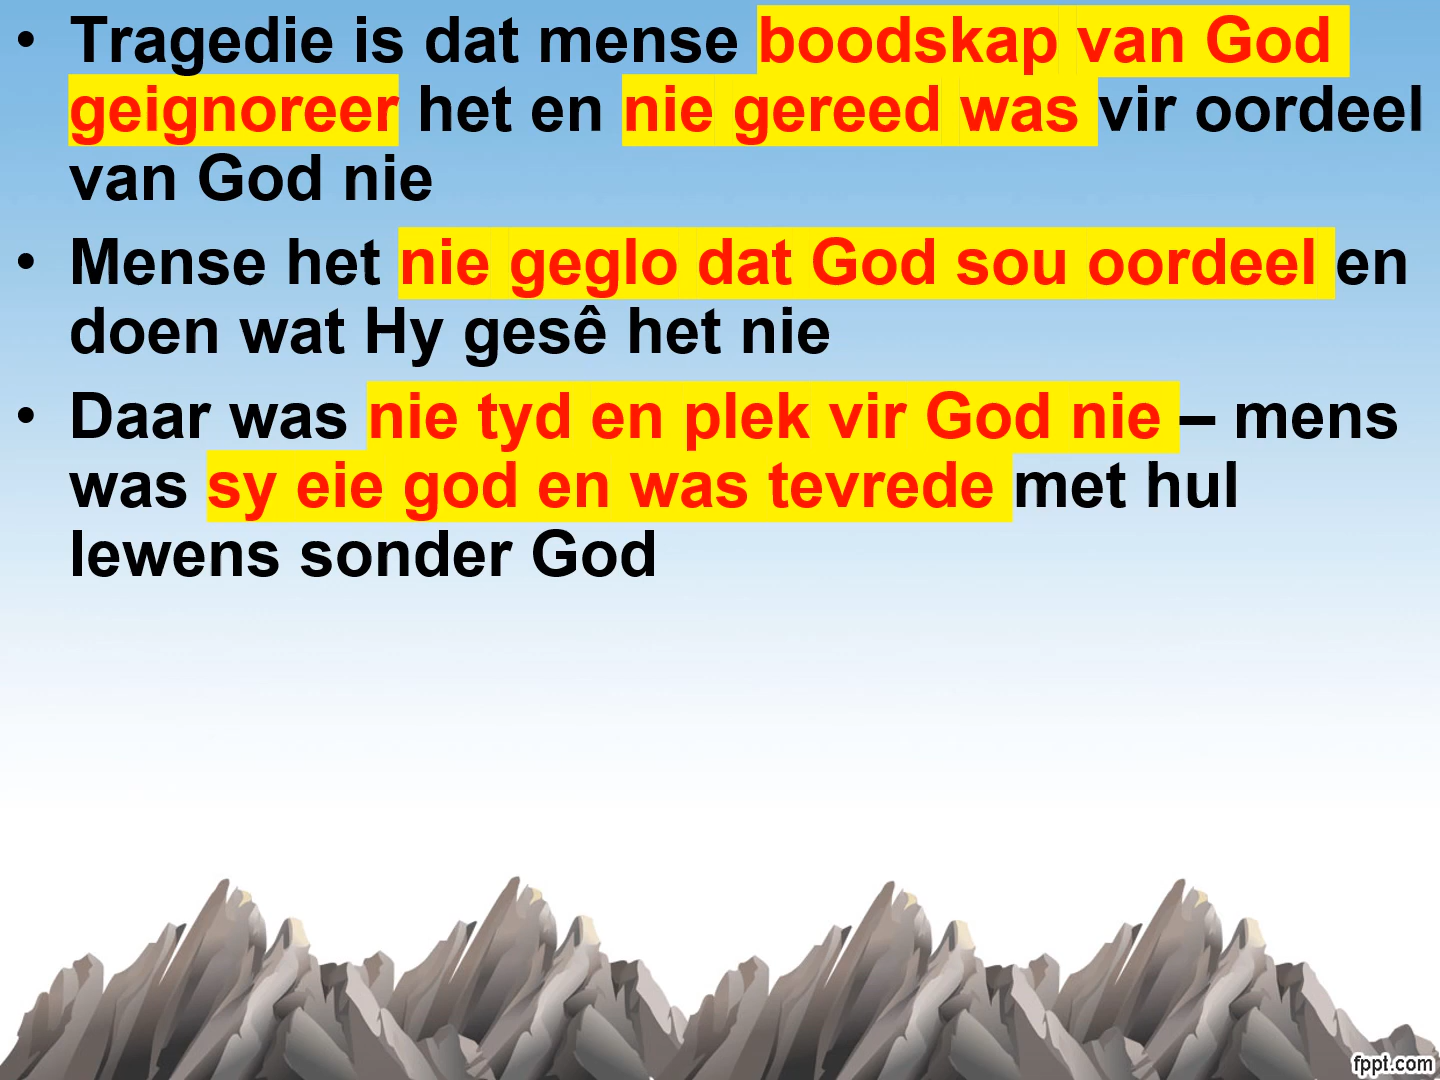 • Tragedie is dat mense boodskap van God
geignoreer het en nie gereed was vir oordeel
van God nie
• Mense het nie geglo dat God sou oordeel en
doen wat Hy gesê het nie
• Daar was nie tyd en plek vir God nie – mens
was sy eie god en was tevrede met hul
lewens sonder God
fppt.com